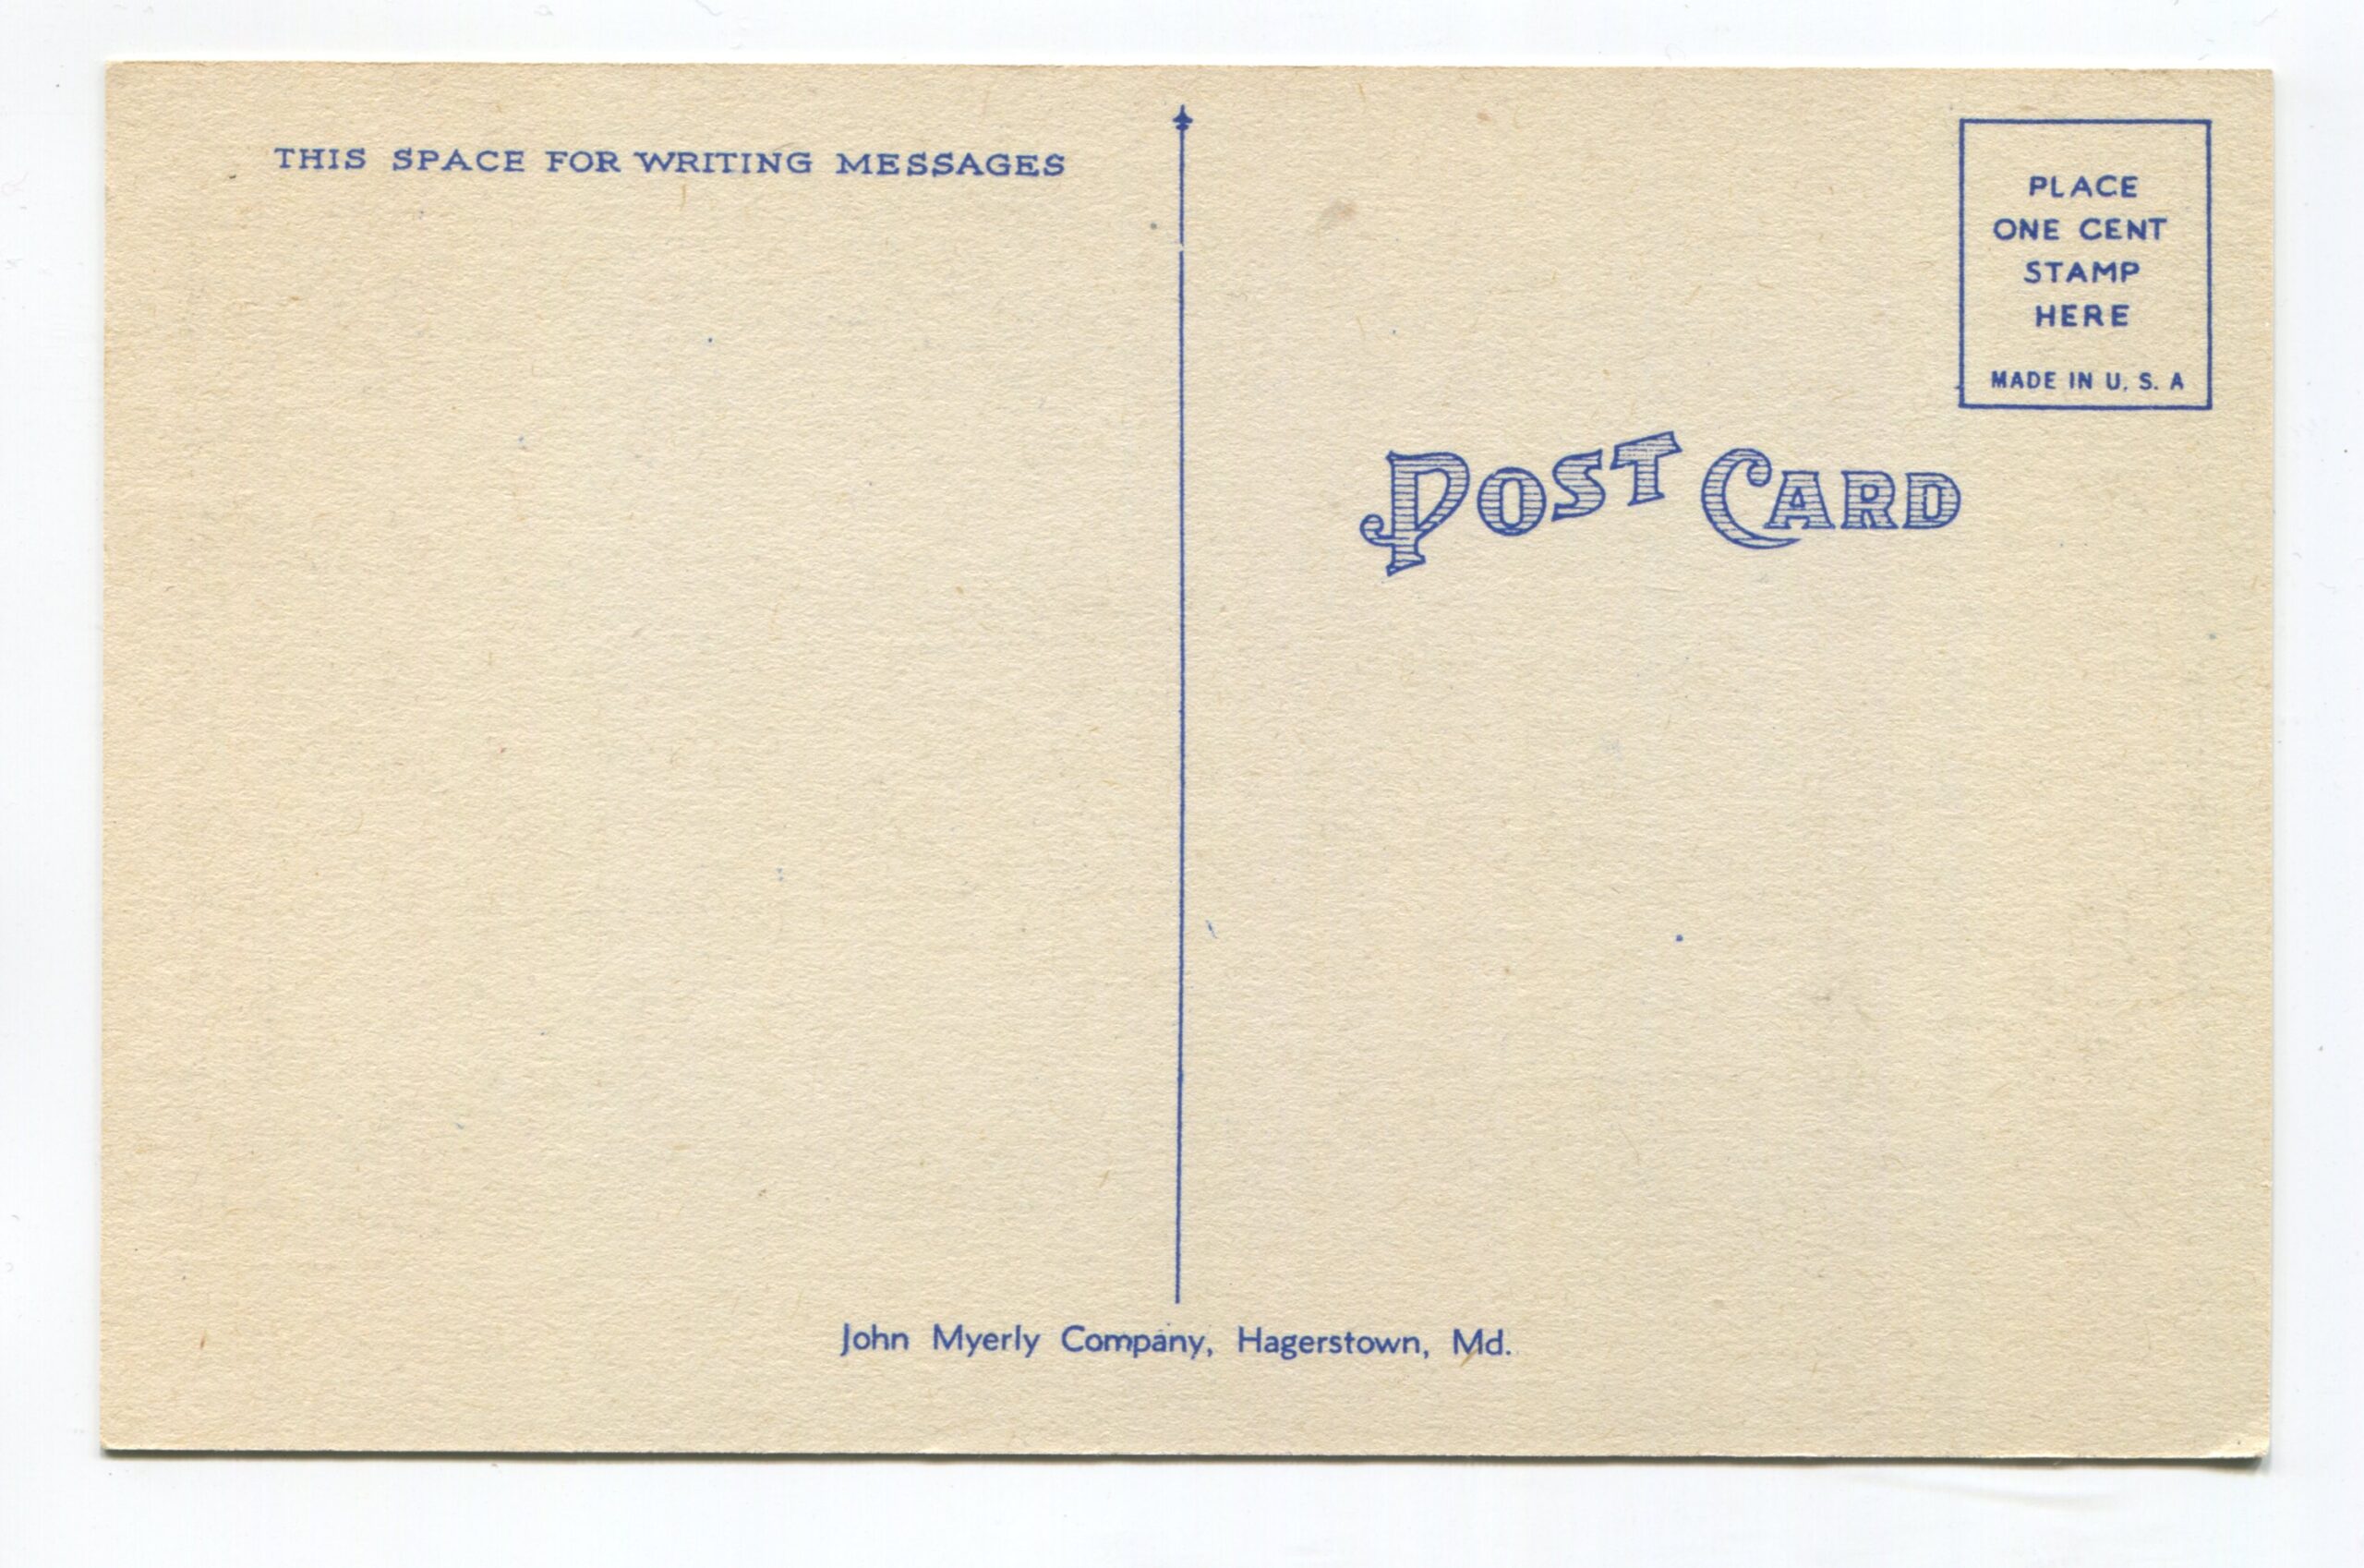 THIS SPACE FOR WRITING MESSAGES
PLACE
ONE CENT
STAMP
HERE
MADE IN U. S. A
POST CARD
John Myerly Company, Hagerstown, Md.